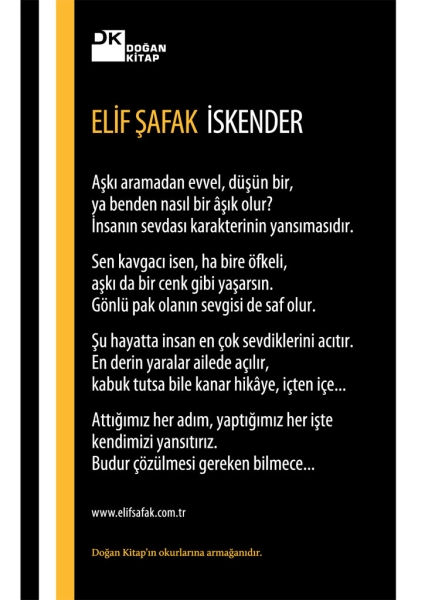 DK
DOĞAN
KİTAP
ELİF ŞAFAK İSKENDER
Aşkı aramadan evvel, düşün bir,
ya benden nasıl bir âşık olur?
İnsanın sevdası karakterinin yansımasıdır.
Sen kavgacı isen, ha bire öfkeli,
aşkı da bir cenk gibi yaşarsın.
Gönlü pak olanın sevgisi de saf olur.
Şu hayatta insan en çok sevdiklerini acıtır.
En derin yaralar ailede açılır,
kabuk tutsa bile kanar hikâye, içten içe...
Attığımız her adım, yaptığımız her işte
kendimizi yansıtırız.
Budur çözülmesi gereken bilmece...
www.elifsafak.com.tr
Doğan Kitap'ın okurlarına armağanıdır.